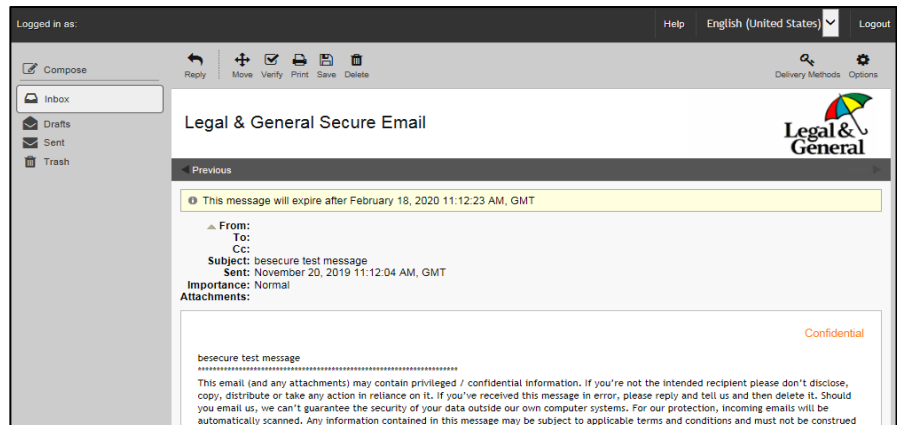 Logged in as:
Help
English (United States)
Logout
Compose
Inbox
Drafts
Sent
Trash
Reply
Move
Verify
Print
Save
Delete
Delivery Methods
Options
Legal & General Secure Email
Legal &
General
Previous
This message will expire after February 18, 2020 11:12:23 AM, GMT
From:
To:
Cc:
Subject: besecure test message
Sent: November 20, 2019 11:12:04 AM, GMT
Importance: Normal
Attachments:
Confidential
besecure test message
**********************************************************************
This email (and any attachments) may contain privileged / confidential information. If you're not the intended recipient please don't disclose,
copy, distribute or take any action in reliance on it. If you've received this message in error, please reply and tell us and then delete it. Should
you email us, we can't guarantee the security of your data outside our own computer systems. For our protection, incoming emails will be
automatically scanned. Any information contained in this message may be subject to applicable terms and conditions and must not be construed